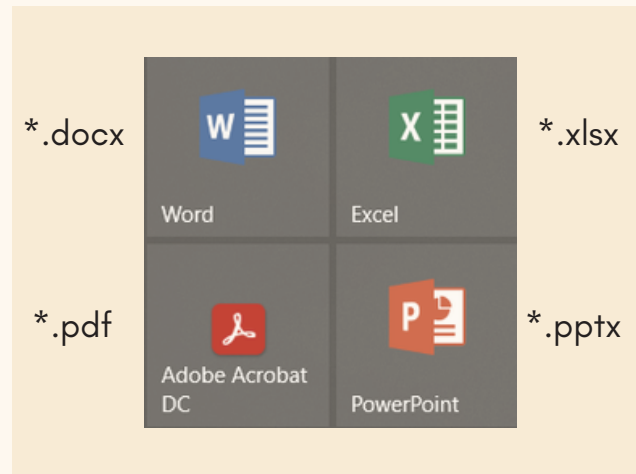 *.docx
W
Word
X
Excel
*.xlsx
*.pdf
Adobe Acrobat
DC
P
PowerPoint
*.pptx